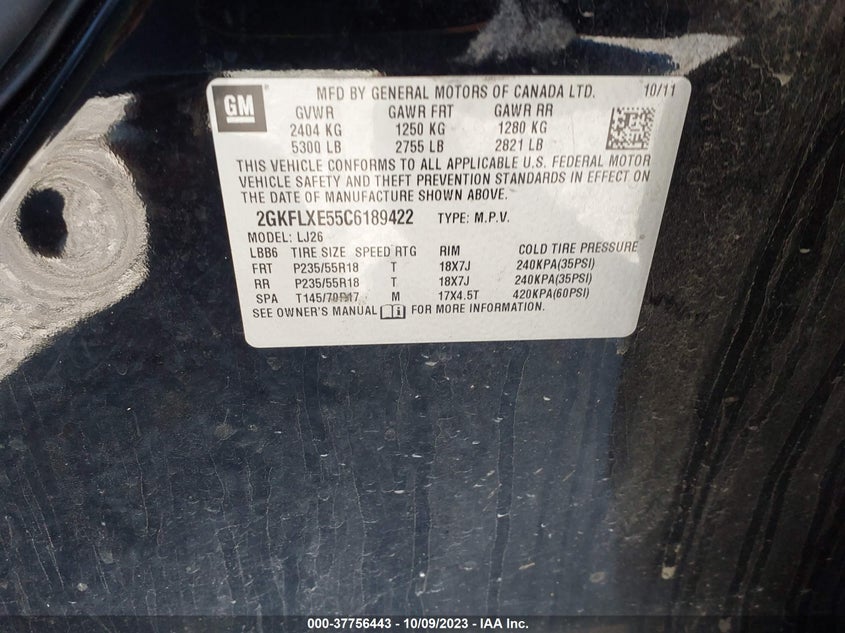 GM
MFD BY GENERAL MOTORS OF CANADA LTD. 10/11
GVWR GAWR FRT GAWR RR
2404 KG 1250 KG 1280 KG
5300 LB 2755 LB 2821 LB
THIS VEHICLE CONFORMS TO ALL APPLICABLE U.S. FEDERAL MOTOR
VEHICLE SAFETY AND THEFT PREVENTION STANDARDS IN EFFECT ON
THE DATE OF MANUFACTURE SHOWN ABOVE.
2GKFLXE55C6189422 TYPE: M.P.V.
MODEL: LJ26
LBB6 TIRE SIZE SPEED RTG RIM COLD TIRE PRESSURE
FRT P235/55R18 T 18X7J 240KPA(35PSI)
RR P235/55R18 T 18X7J 240KPA(35PSI)
SPA T145/70R17 M 17X4.5T 420KPA(60PSI)
SEE OWNER'S MANUAL i FOR MORE INFORMATION.
000-37756443 - 10/09/2023 - IAA Inc.